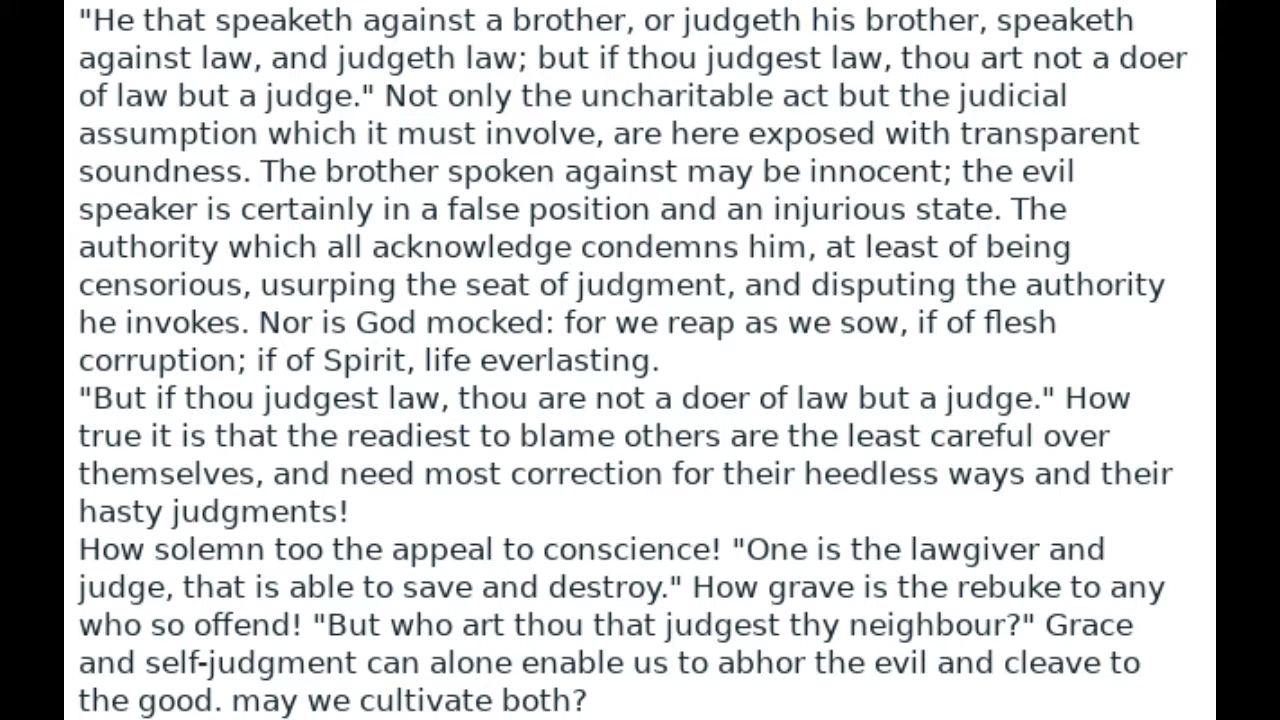 "He that speaketh against a brother, or judgeth his brother, speaketh
against law, and judgeth law; but if thou judgest law, thou art not a doer
of law but a judge." Not only the uncharitable act but the judicial
assumption which it must involve, are here exposed with transparent
soundness. The brother spoken against may be innocent; the evil
speaker is certainly in a false position and an injurious state. The
authority which all acknowledge condemns him, at least of being
censorious, usurping the seat of judgment, and disputing the authority
he invokes. Nor is God mocked: for we reap as we sow, if of flesh
corruption; if of Spirit, life everlasting.
"But if thou judgest law, thou are not a doer of law but a judge." How
true it is that the readiest to blame others are the least careful over
themselves, and need most correction for their heedless ways and their
hasty judgments!
How solemn too the appeal to conscience! "One is the lawgiver and
judge, that is able to save and destroy." How grave is the rebuke to any
who so offend! "But who art thou that judgest thy neighbour?" Grace
and self-judgment can alone enable us to abhor the evil and cleave to
the good. may we cultivate both?